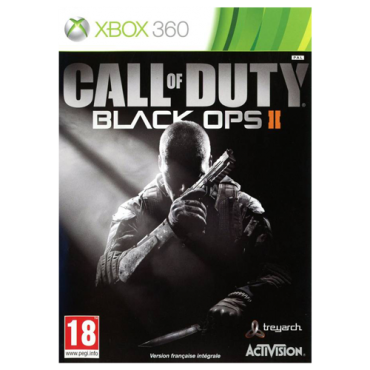 XBOX 360
PAL
CALL OF DUTY
BLACK OPS II
18
www.pegi.info
Version française intégrale
treyarch
ACTIVISION